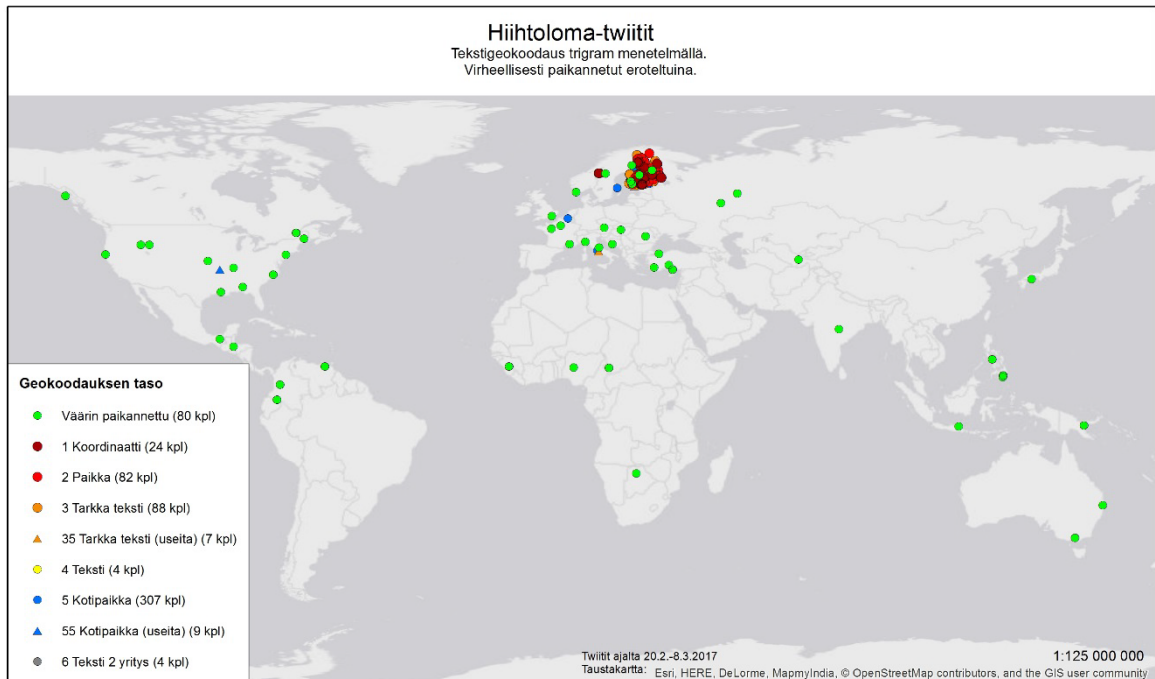 Hiihtoloma-twiitit
Tekstigeokoodaus trigram menetelmällä.
Virheellisesti paikannetut eroteltuina.
Geokoodauksen taso
Väärin paikannettu (80 kpl)
1 Koordinaatti (24 kpl)
2 Paikka (82 kpl)
3 Tarkka teksti (88 kpl)
35 Tarkka teksti (useita) (7 kpl)
4 Teksti (4 kpl)
5 Kotipaikka (307 kpl)
55 Kotipaikka (useita) (9 kpl)
6 Teksti 2 yritys (4 kpl)
Twiitit ajalta 20.2.-8.3.2017
1:125 000 000
Taustakartta: Esri, HERE, DeLorme, MapmyIndia, © OpenStreetMap contributors, and the GIS user community